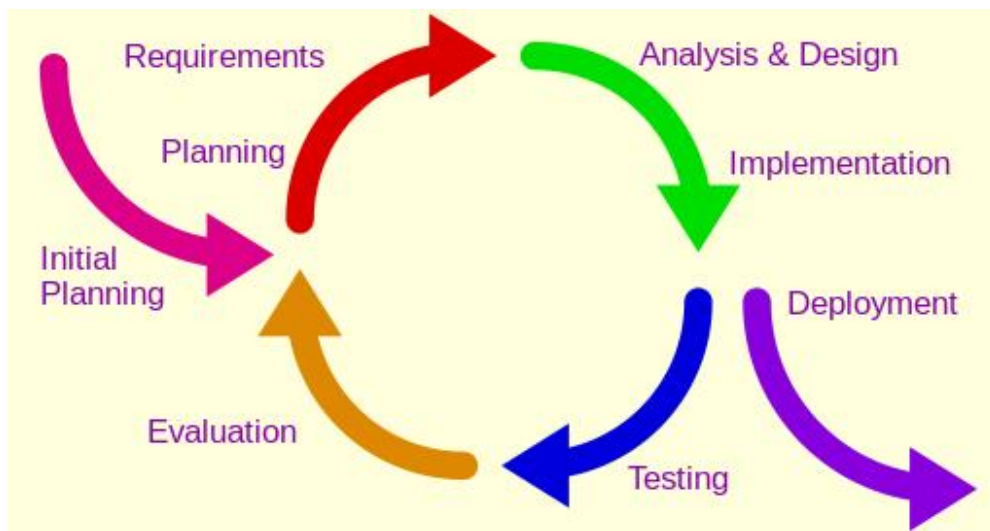 Requirements
Analysis & Design
Planning
Implementation
Initial
Planning
Deployment
Evaluation
Testing